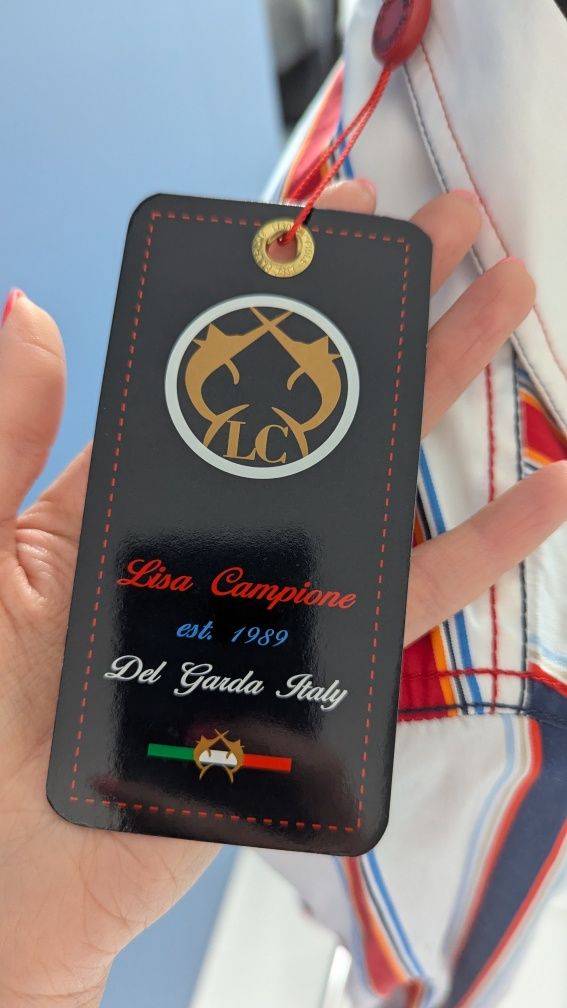 LC
Lisa Campione
est. 1989
Del Garda Italy